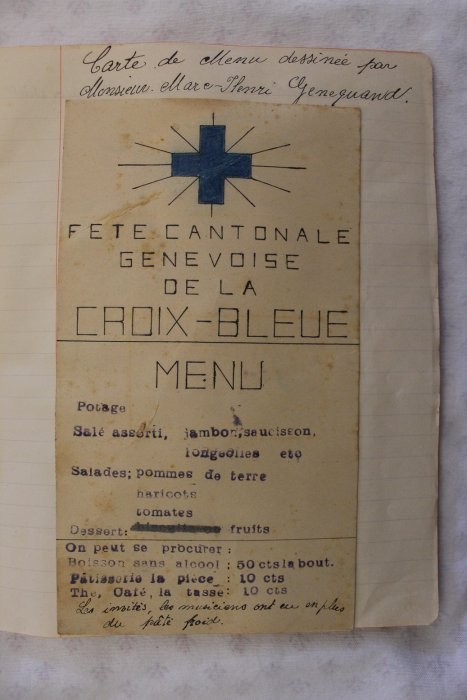 Carte de Menu dessinée par
Monsieur Marc-Henri Genequand.
FETE CANTONALE
GENEVOISE
DE LA
CROIX-BLEUE
MENU
Potage
Salé assorti, jambon, saucisson,
longeolles etc
Salades; pommes de terre
haricots
tomates
Dessert: fruits
On peut se procurer :
Boisson sans alcool : 50 cts la bout.
Pâtisserie la pièce : 10 cts
The, Café, la tasse: 10 cts
Les invités, les musiciens ont eu en plus
du pâté froid.